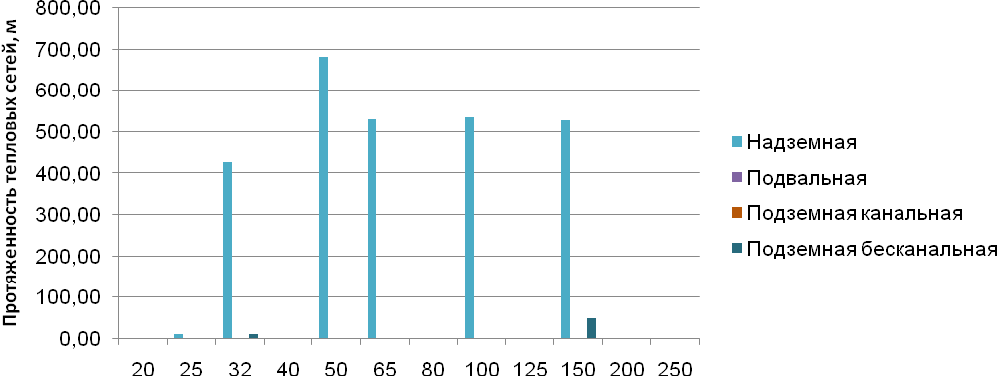 Протяженность тепловых сетей, м
800,00
700,00
600,00
500,00
400,00
300,00
200,00
100,00
0,00
20 25 32 40 50 65 80 100 125 150 200 250
Надземная
Подвальная
Подземная канальная
Подземная бесканальная